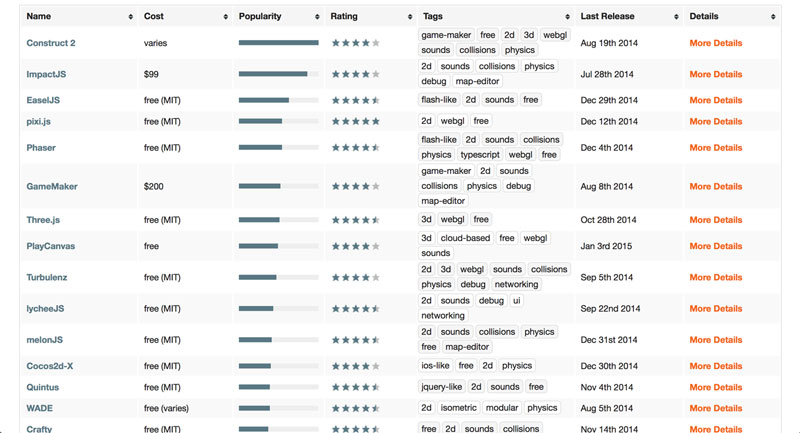 Name Cost Popularity Rating Tags Last Release Details
game-maker free 2d 3d webgl
Construct 2 varies Aug 19th 2014 More Details
sounds collisions physics
2d sounds collisions physics
ImpactJS $99 Jul 28th 2014 More Details
debug map-editor
EaselJS free (MIT) flash-like 2d sounds free Dec 29th 2014 More Details
pixi.js free (MIT) 2d webgl free Dec 12th 2014 More Details
flash-like 2d sounds collisions
Phaser free (MIT) Dec 4th 2014 More Details
physics typescript webgl free
game-maker 2d sounds
GameMaker $200 collisions physics debug Aug 8th 2014 More Details
map-editor
Three.js free (MIT) 3d webgl free Oct 28th 2014 More Details
3d cloud-based free webgl
PlayCanvas free Jan 3rd 2015 More Details
sounds
2d 3d webgl sounds collisions
Turbulenz free (MIT) Sep 5th 2014 More Details
physics debug networking
2d sounds debug ui
lycheeJS free (MIT) Sep 22nd 2014 More Details
networking
2d sounds collisions physics
melonJS free (MIT) Dec 31st 2014 More Details
free map-editor
Cocos2d-X free (MIT) ios-like free 2d physics Dec 30th 2014 More Details
Quintus free (MIT) jquery-like 2d sounds free Nov 4th 2014 More Details
WADE free (varies) 2d isometric modular physics Aug 5th 2014 More Details
Crafty free (MIT) free 2d sounds collisions Nov 14th 2014 More Details